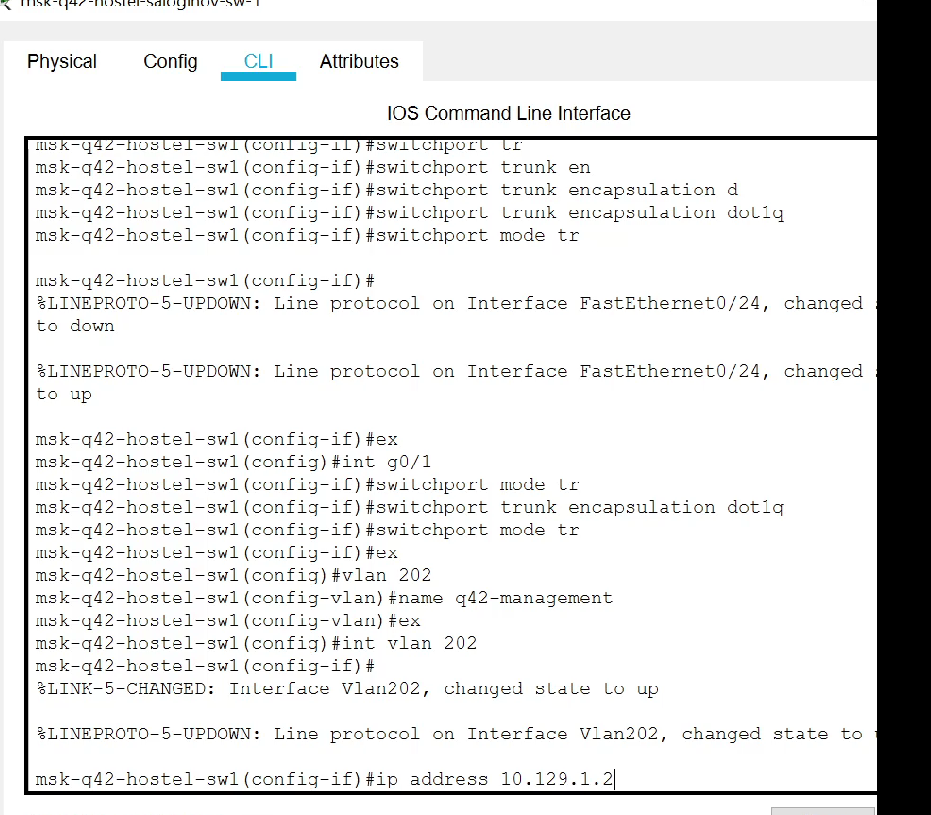 msk-q42-hostel-saloginov-sw-1
Physical Config CLI Attributes
IOS Command Line Interface
msk-q42-hostel-sw1(config-if)#switchport tr
msk-q42-hostel-sw1(config-if)#switchport trunk en
msk-q42-hostel-sw1(config-if)#switchport trunk encapsulation d
msk-q42-hostel-sw1(config-if)#switchport trunk encapsulation dot1q
msk-q42-hostel-sw1(config-if)#switchport mode tr
msk-q42-hostel-sw1(config-if)#
%LINEPROTO-5-UPDOWN: Line protocol on Interface FastEthernet0/24, changed
to down
%LINEPROTO-5-UPDOWN: Line protocol on Interface FastEthernet0/24, changed
to up
msk-q42-hostel-sw1(config-if)#ex
msk-q42-hostel-sw1(config)#int g0/1
msk-q42-hostel-sw1(config-if)#switchport mode tr
msk-q42-hostel-sw1(config-if)#switchport trunk encapsulation dot1q
msk-q42-hostel-sw1(config-if)#switchport mode tr
msk-q42-hostel-sw1(config-if)#ex
msk-q42-hostel-sw1(config)#vlan 202
msk-q42-hostel-sw1(config-vlan)#name q42-management
msk-q42-hostel-sw1(config-vlan)#ex
msk-q42-hostel-sw1(config)#int vlan 202
msk-q42-hostel-sw1(config-if)#
%LINK-5-CHANGED: Interface Vlan202, changed state to up
%LINEPROTO-5-UPDOWN: Line protocol on Interface Vlan202, changed state to
msk-q42-hostel-sw1(config-if)#ip address 10.129.1.2